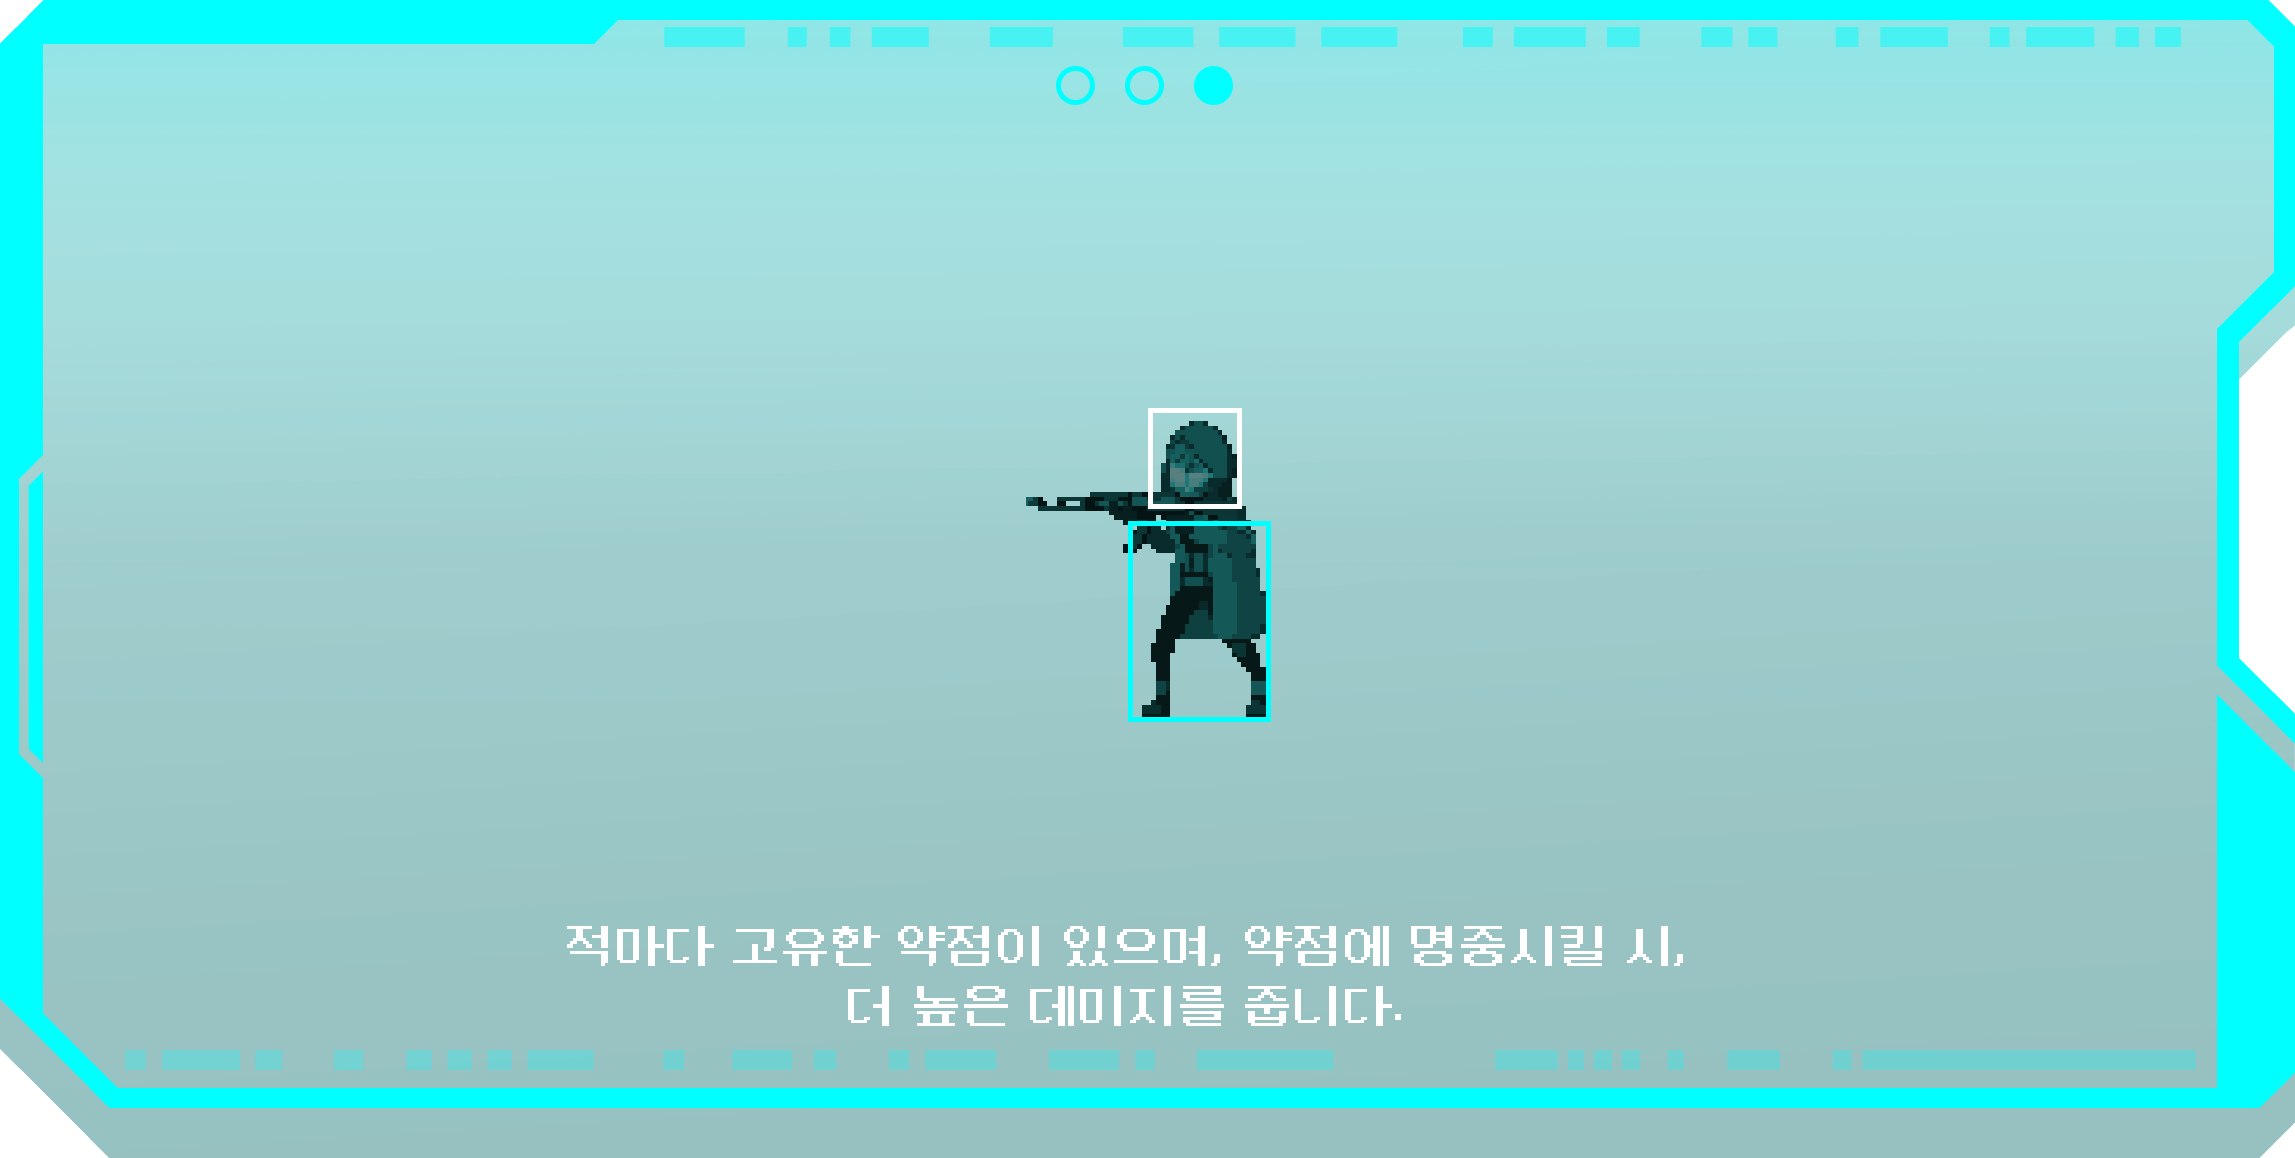 적마다 고유한 약점이 있으며, 약점에 명중시킬 시,
더 높은 데미지를 줍니다.